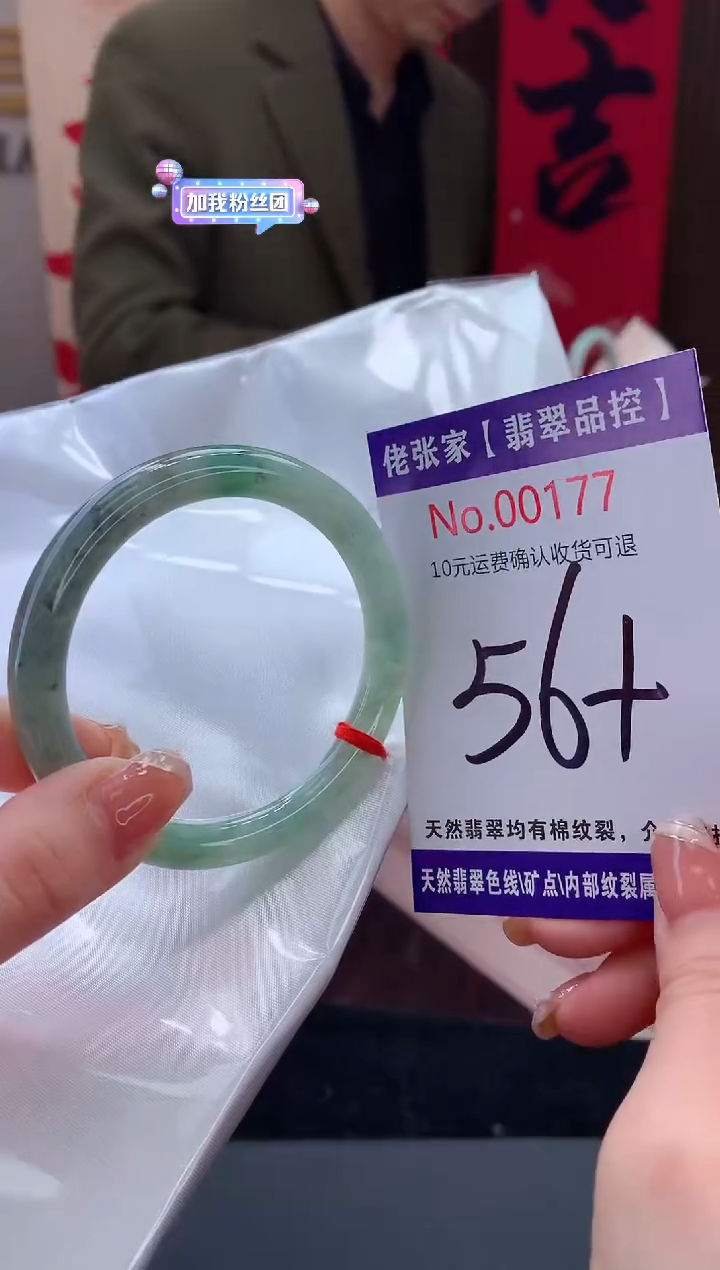 吉
加我粉丝团
佬张家【翡翠品控】
No.00177
10元运费确认收货可退
56+
天然翡翠均有棉纹裂，
天然翡翠色线\矿点\内部纹裂属